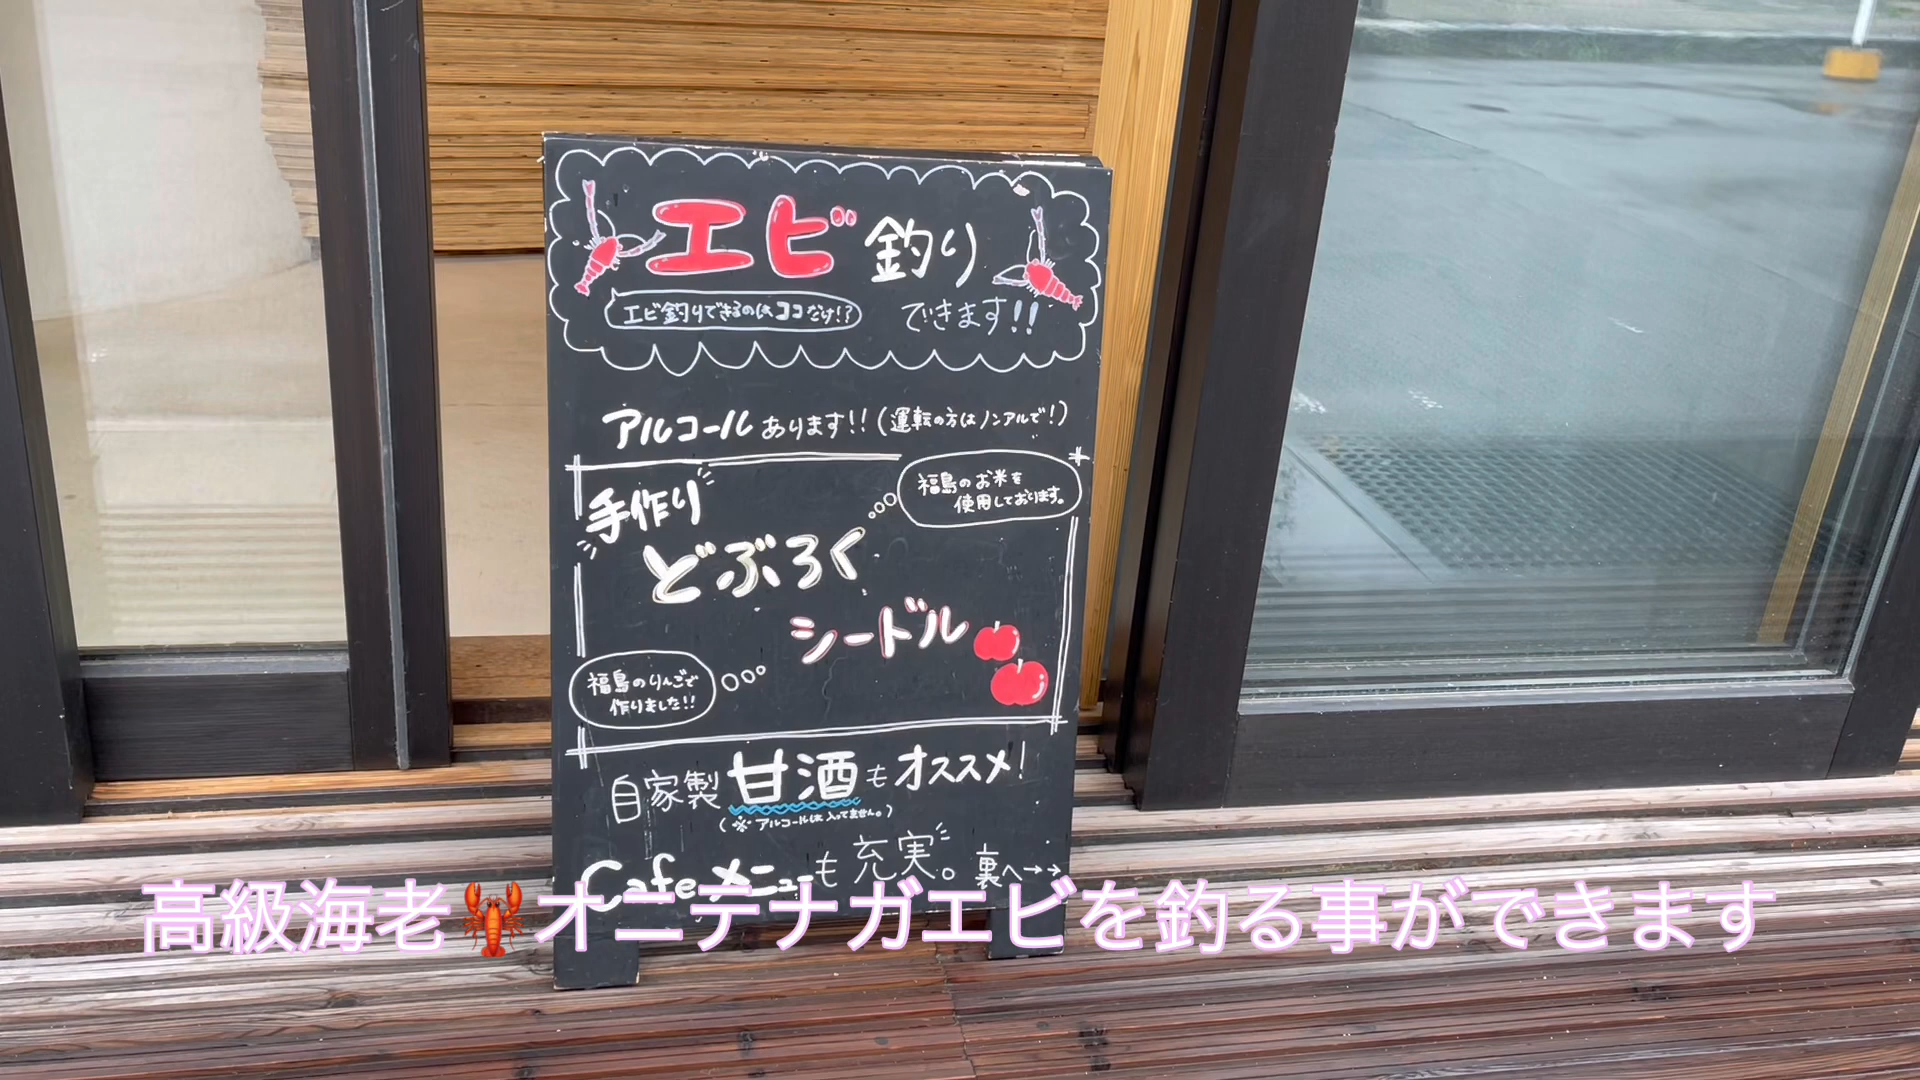 エビ釣り
エビ釣りできるのはココだけ!?
できます!!
アルコールあります!!(運転の方はノンアルで!)
手作り
福島のお米を
使用しております。
どぶろく
シードル
福島のりんごで
作りました!!
自家製甘酒もオススメ!
(※アルコールは入ってません。)
Cafeメニューも充実。裏へ→→
高級海老🦞オニテナガエビを釣る事ができます